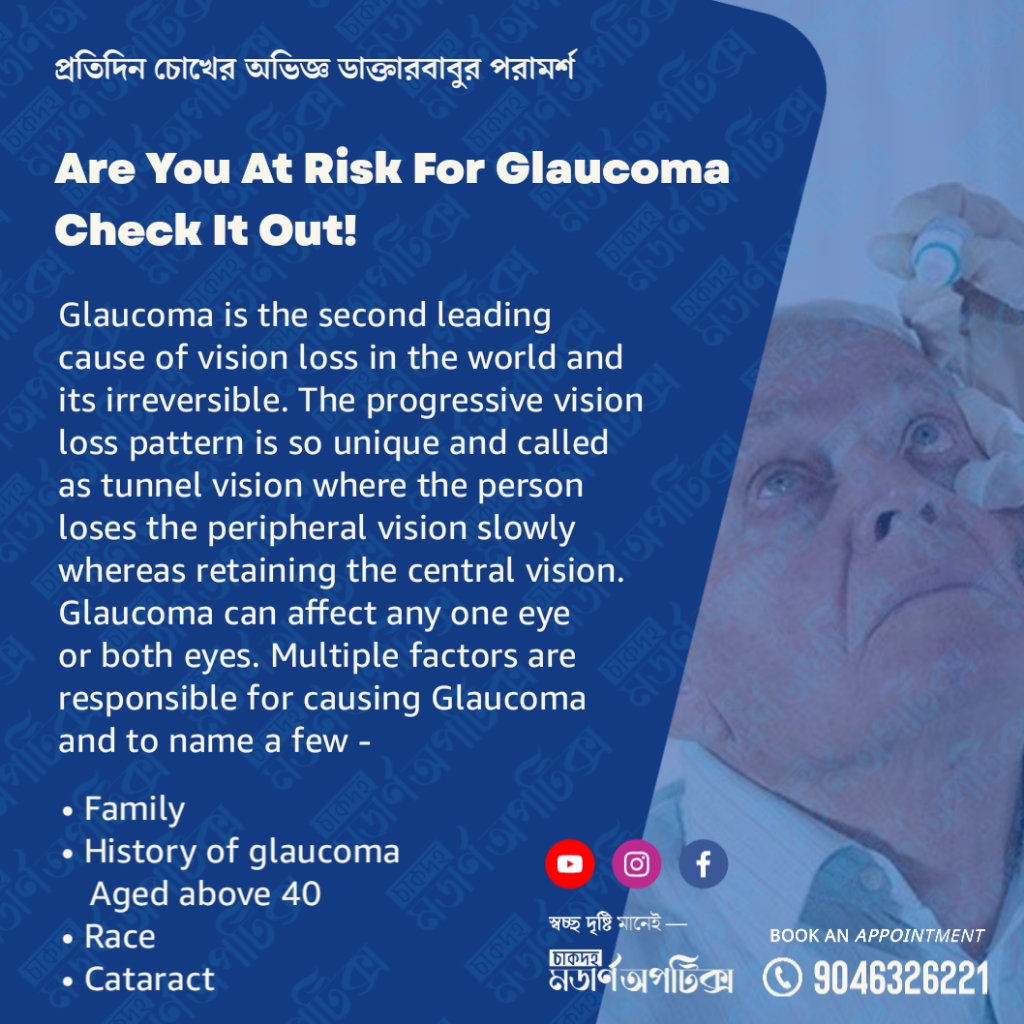 প্রতিদিন চোখের অভিজ্ঞ ডাক্তারবাবুর পরামর্শ
Are You At Risk For Glaucoma
Check It Out!
Glaucoma is the second leading
cause of vision loss in the world and
its irreversible. The progressive vision
loss pattern is so unique and called
as tunnel vision where the person
loses the peripheral vision slowly
whereas retaining the central vision.
Glaucoma can affect any one eye
or both eyes. Multiple factors are
responsible for causing Glaucoma
and to name a few -
• Family
• History of glaucoma
Aged above 40
• Race
• Cataract
স্বচ্ছ দৃষ্টি মানেই —
চাকদহ
মডার্ণ অপটিক্স
BOOK AN APPOINTMENT
9046326221